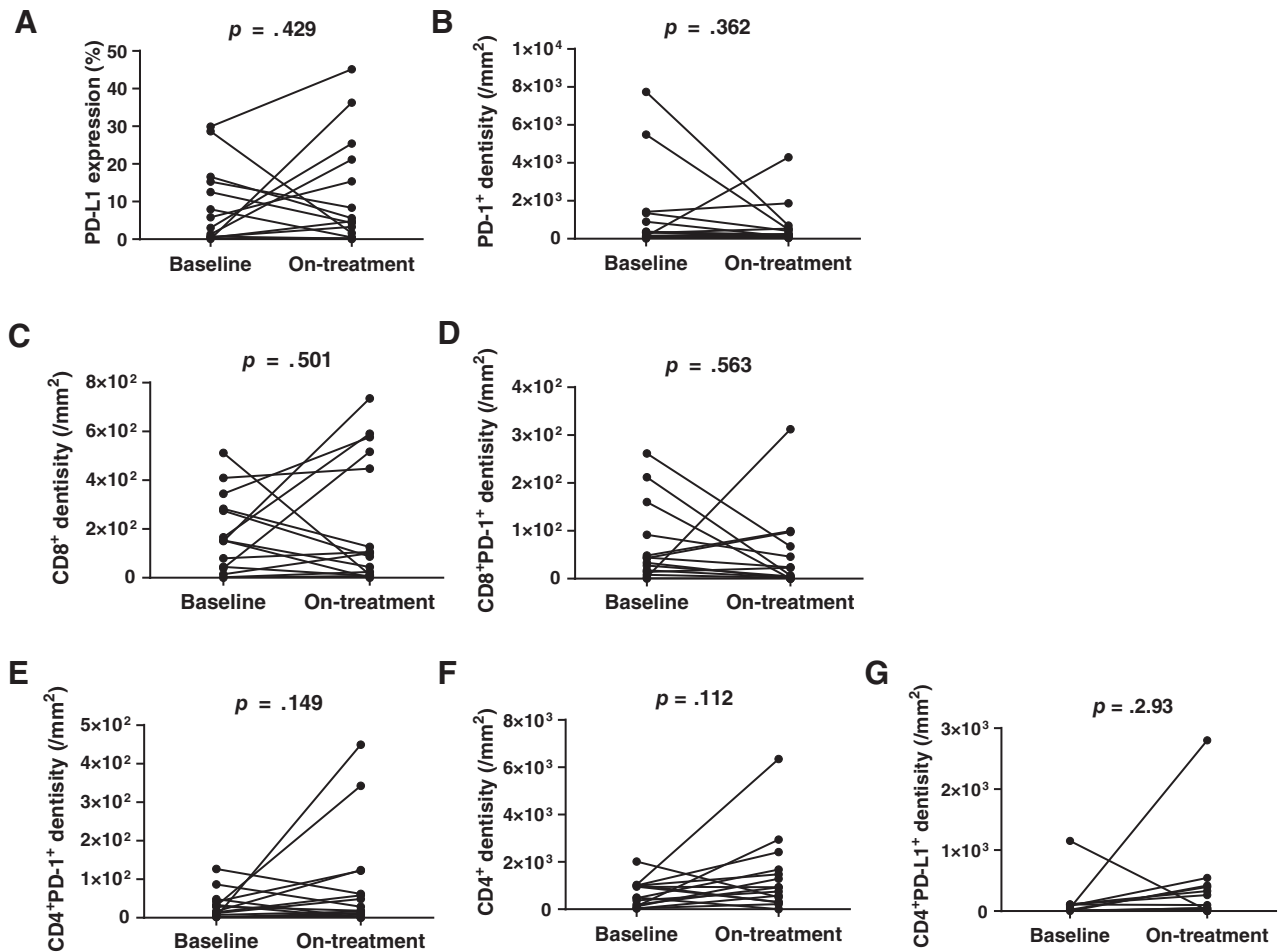 A
p = .429
PD-L1 expression (%)
50
40
30
20
10
0
Baseline On-treatment
B
p = .362
PD-1⁺ dentisity (/mm²)
1×10⁴
8×10³
6×10³
4×10³
2×10³
0
Baseline On-treatment
C
p = .501
CD8⁺ dentisity (/mm²)
8×10²
6×10²
4×10²
2×10²
0
Baseline On-treatment
D
p = .563
CD8⁺PD-1⁺ dentisity (/mm²)
4×10²
3×10²
2×10²
1×10²
0
Baseline On-treatment
E
p = .149
CD4⁺PD-1⁺ dentisity (/mm²)
5×10²
4×10²
3×10²
2×10²
1×10²
0
Baseline On-treatment
F
p = .112
CD4⁺ dentisity (/mm²)
8×10³
6×10³
4×10³
2×10³
0
Baseline On-treatment
G
p = .2.93
CD4⁺PD-L1⁺ dentisity (/mm²)
3×10³
2×10³
1×10³
0
Baseline On-treatment